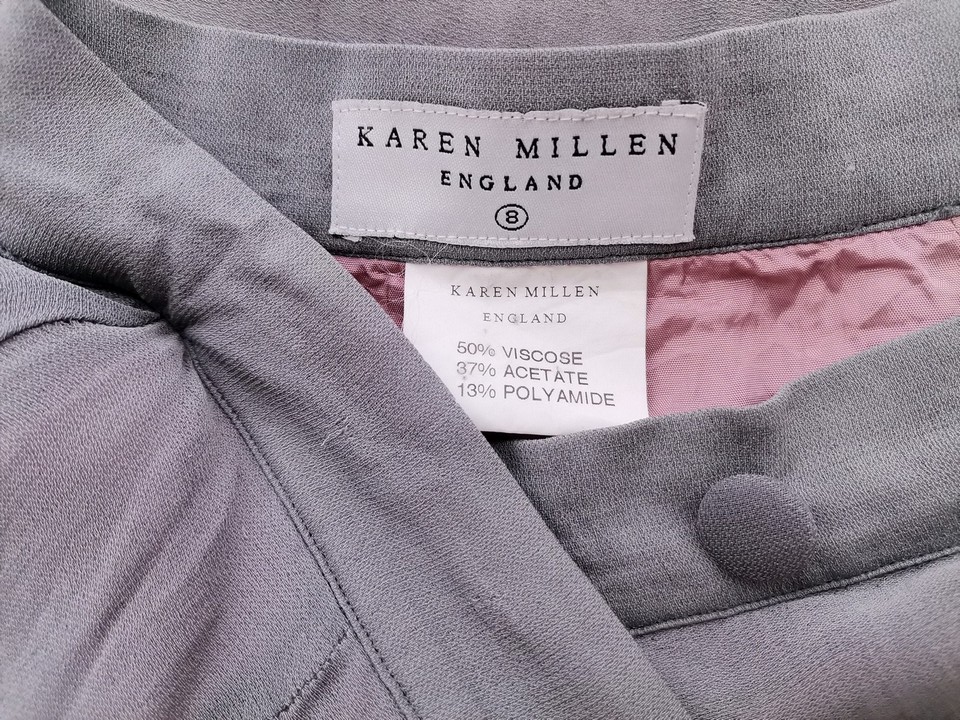 KAREN MILLEN
ENGLAND
8
KAREN MILLEN
ENGLAND
50% VISCOSE
37% ACETATE
13% POLYAMIDE